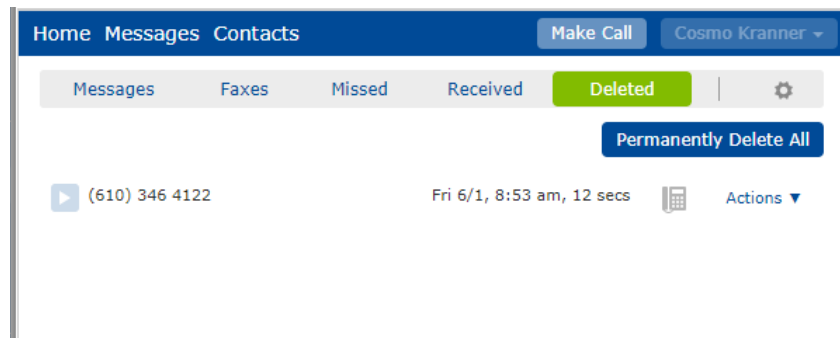 Home Messages Contacts Make Call Cosmo Kranner
Messages Faxes Missed Received Deleted
Permanently Delete All
(610) 346 4122 Fri 6/1, 8:53 am, 12 secs Actions ▼